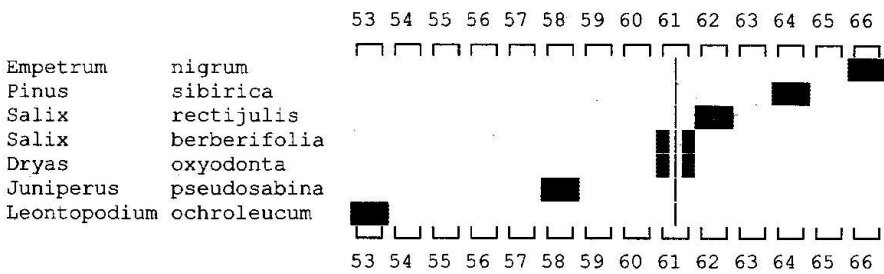 53 54 55 56 57 58 59 60 61 62 63 64 65 66
Empetrum nigrum
Pinus sibirica
Salix rectijulis
Salix berberifolia
Dryas oxyodonta
Juniperus pseudosabina
Leontopodium ochroleucum
53 54 55 56 57 58 59 60 61 62 63 64 65 66